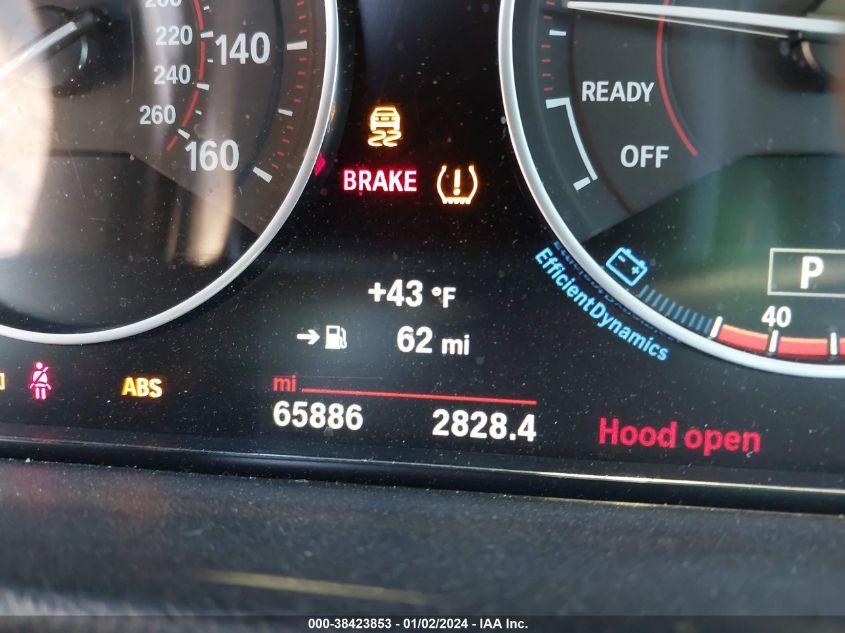 200
220
140
240
260
160
READY
OFF
BRAKE
+43 °F
62 mi
EfficientDynamics
P
40
ABS
mi
65886 2828.4
Hood open
000-38423853 - 01/02/2024 - IAA Inc.